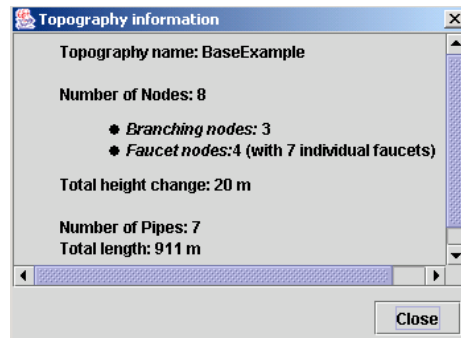 Topography information
Topography name: BaseExample
Number of Nodes: 8
Branching nodes: 3
Faucet nodes:4 (with 7 individual faucets)
Total height change: 20 m
Number of Pipes: 7
Total length: 911 m
Close